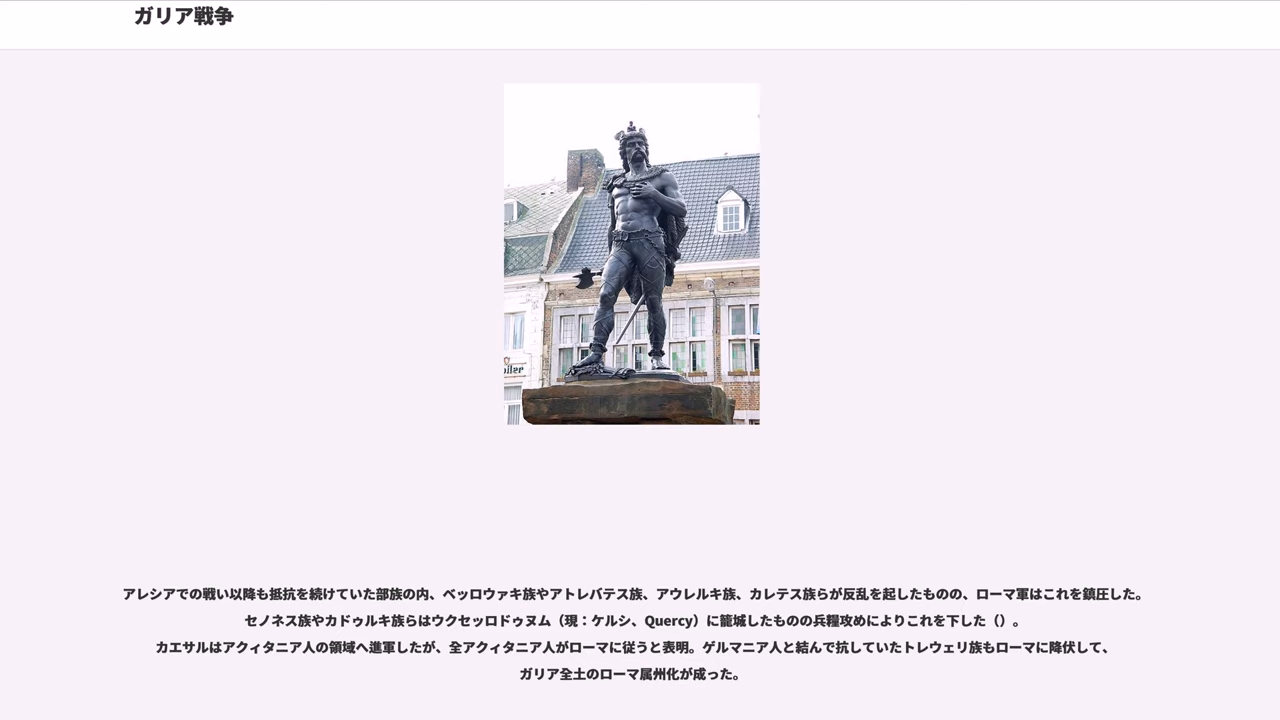 ガリア戦争
アレシアでの戦い以降も抵抗を続けていた部族の内、ベッロウァキ族やアトレバテス族、アウレルキ族、カレテス族らが反乱を起したものの、ローマ軍はこれを鎮圧した。
セノネス族やカドゥルキ族らはウクセッロドゥヌム（現：ケルシ、Quercy）に籠城したものの兵糧攻めによりこれを下した（）。
カエサルはアクィタニア人の領域へ進軍したが、全アクィタニア人がローマに従うと表明。ゲルマニア人と結んで抗していたトレウェリ族もローマに降伏して、
ガリア全土のローマ属州化が成った。